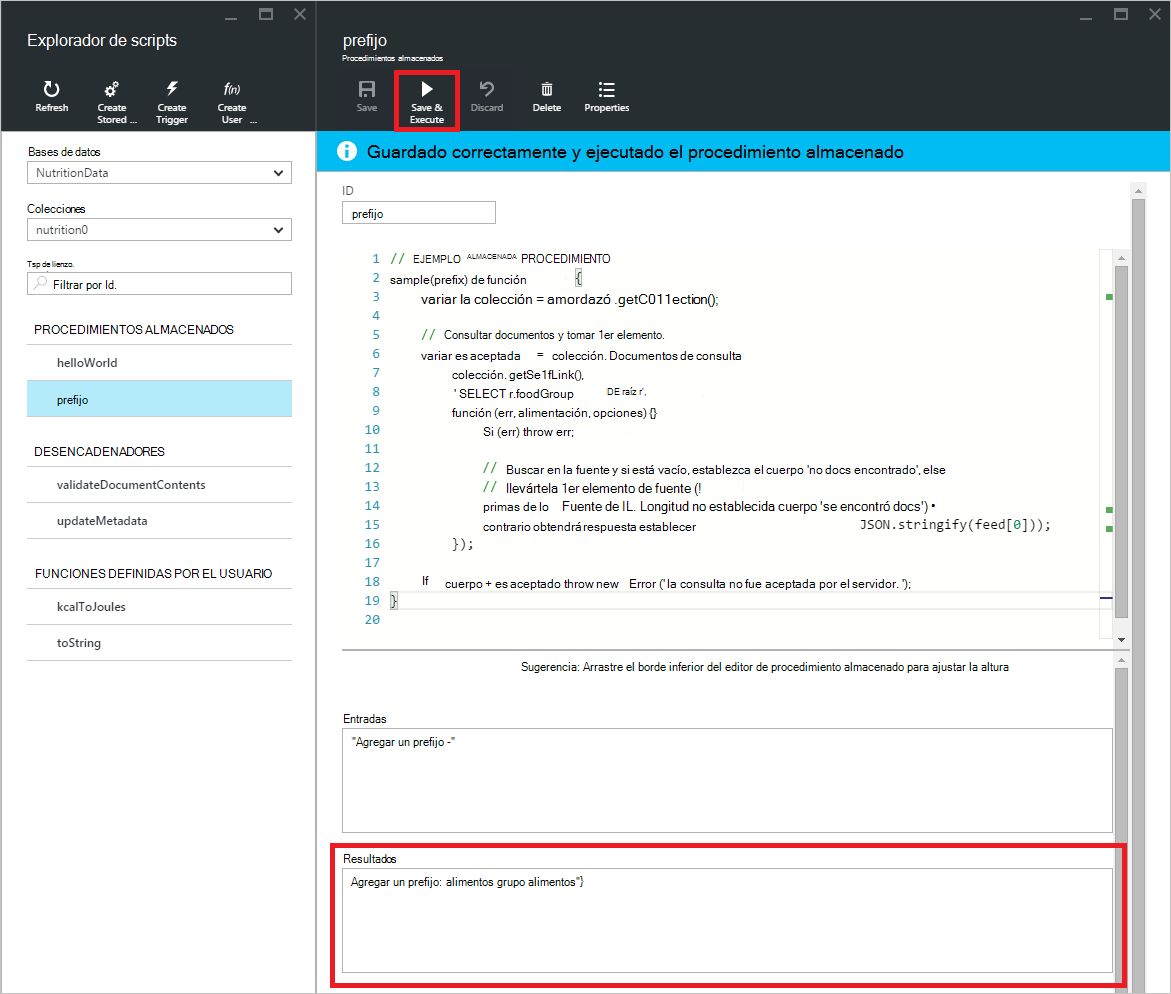 Explorador de scripts
Refresh
Create
Stored ...
Create
Trigger
f(n)
Create
User ...
Bases de datos
NutritionData
Colecciones
nutrition0
Tsp de lienzo.
Filtrar por Id.
PROCEDIMIENTOS ALMACENADOS
helloWorld
prefijo
DESENCADENADORES
validateDocumentContents
updateMetadata
FUNCIONES DEFINIDAS POR EL USUARIO
kcalToJoules
toString
prefijo
Procedimientos almacenados
Save
Save &
Execute
Discard
Delete
Properties
Guardado correctamente y ejecutado el procedimiento almacenado
ID
prefijo
1 // EJEMPLO ALMACENADA PROCEDIMIENTO
2 sample(prefix) de función {
3 variar la colección = amordazó .getC011ection();
4
5 // Consultar documentos y tomar 1er elemento.
6 variar es aceptada = colección. Documentos de consulta
7 colección. getSe1fLink(),
8 ' SELECT r.foodGroup DE raíz r',
9 función (err, alimentación, opciones) {}
10 Si (err) throw err;
11
12 // Buscar en la fuente y si está vacío, establezca el cuerpo 'no docs encontrado', else
13 // llevártela 1er elemento de fuente (!
14 primas de lo Fuente de IL. Longitud no establecida cuerpo 'se encontró docs') •
15 contrario obtendrá respuesta establecer JSON.stringify(feed[0]));
16 });
17
18 If cuerpo + es aceptado throw new Error (' la consulta no fue aceptada por el servidor. ');
19 }
20
Sugerencia: Arrastre el borde inferior del editor de procedimiento almacenado para ajustar la altura
Entradas
"Agregar un prefijo -"
Resultados
Agregar un prefijo: alimentos grupo alimentos"}